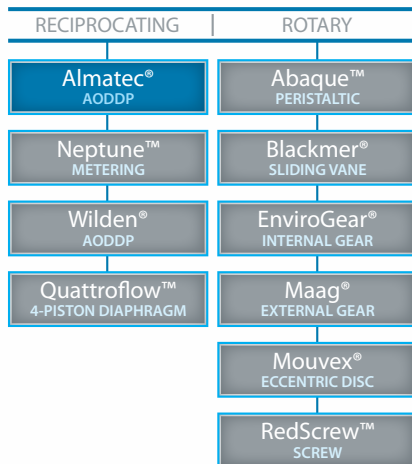 RECIPROCATING | ROTARY
Almatec®
AODDP
Neptune™
METERING
Wilden®
AODDP
Quattroflow™
4-PISTON DIAPHRAGM
Abaque™
PERISTALTIC
Blackmer®
SLIDING VANE
EnviroGear®
INTERNAL GEAR
Maag®
EXTERNAL GEAR
Mouvex®
ECCENTRIC DISC
RedScrew™
SCREW